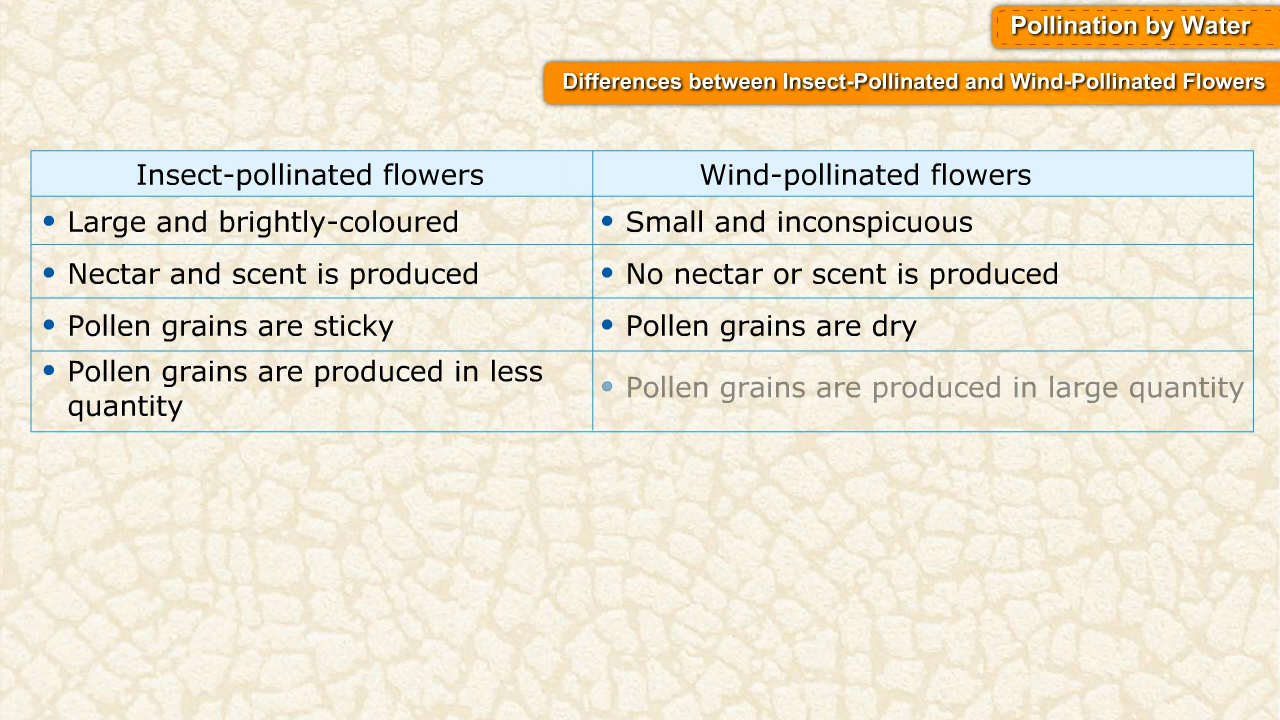 Pollination by Water
Differences between Insect-Pollinated and Wind-Pollinated Flowers
Insect-pollinated flowers
Wind-pollinated flowers
• Large and brightly-coloured
• Small and inconspicuous
• Nectar and scent is produced
• No nectar or scent is produced
• Pollen grains are sticky
• Pollen grains are dry
• Pollen grains are produced in less
quantity
• Pollen grains are produced in large quantity